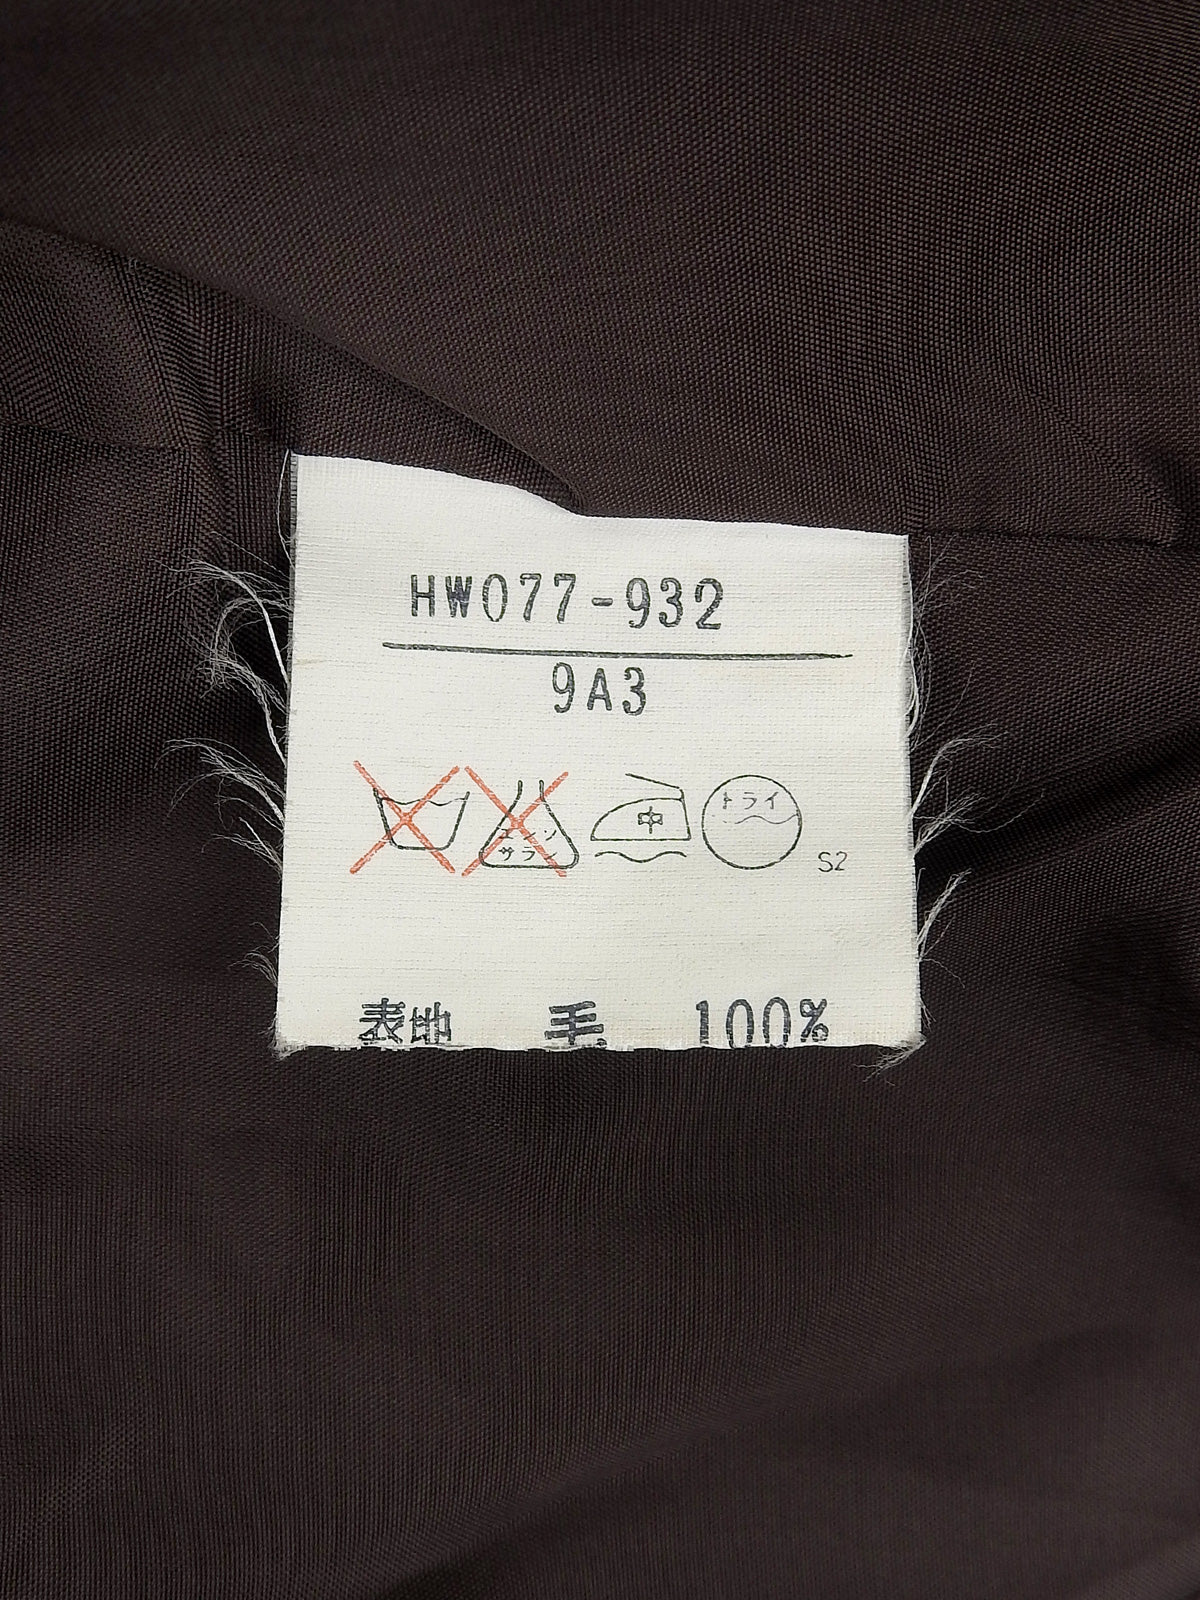 HW077-932
9A3
エンソ
サラシ
中
ドライ
S2
表地 毛 100%